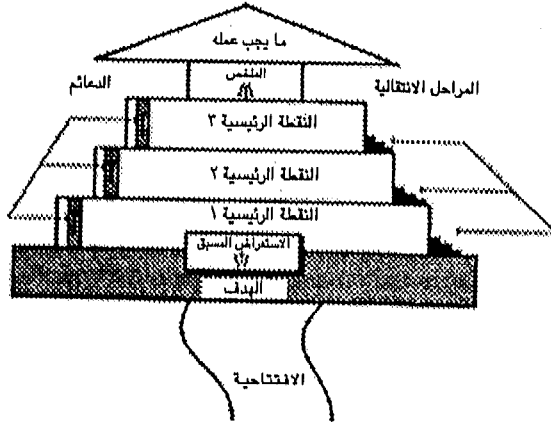 ما يجب عمله
الملخص
المراحل الانتقالية
الدعائم
النقطة الرئيسية ٣
النقطة الرئيسية ٢
النقطة الرئيسية ١
الاستعراض المسبق
الهدف
الافتتاحية